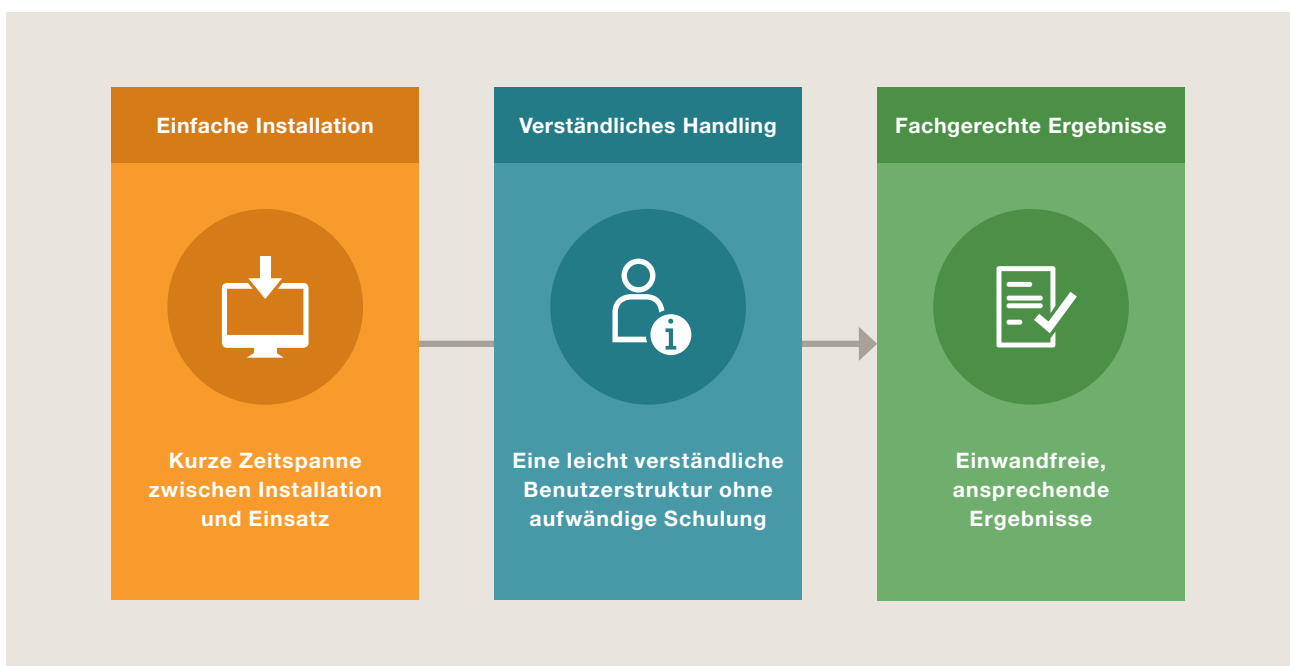 Einfache Installation
Kurze Zeitspanne
zwischen Installation
und Einsatz
Verständliches Handling
i
Eine leicht verständliche
Benutzerstruktur ohne
aufwändige Schulung
Fachgerechte Ergebnisse
Einwandfreie,
ansprechende
Ergebnisse